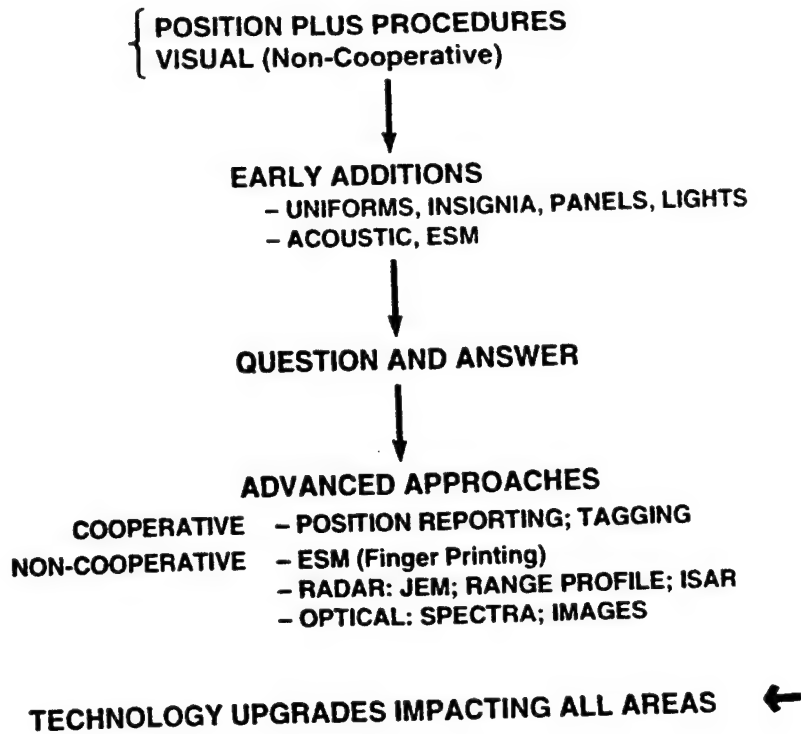 POSITION PLUS PROCEDURES
VISUAL (Non-Cooperative)
EARLY ADDITIONS
– UNIFORMS, INSIGNIA, PANELS, LIGHTS
– ACOUSTIC, ESM
QUESTION AND ANSWER
ADVANCED APPROACHES
COOPERATIVE – POSITION REPORTING; TAGGING
NON-COOPERATIVE – ESM (Finger Printing)
– RADAR: JEM; RANGE PROFILE; ISAR
– OPTICAL: SPECTRA; IMAGES
TECHNOLOGY UPGRADES IMPACTING ALL AREAS